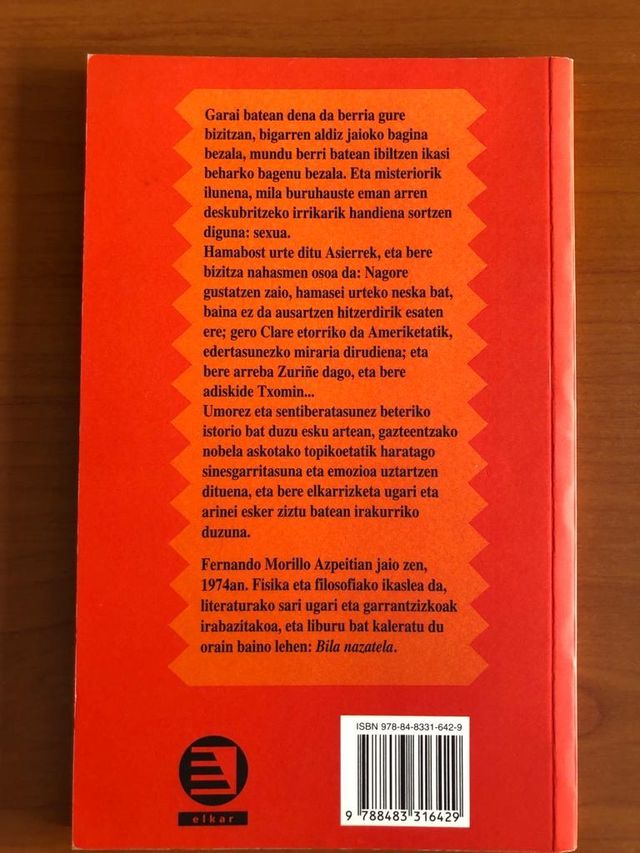 Garai batean dena da berria gure
bizitzan, bigarren aldiz jaioko bagina
bezala, mundu berri batean ibiltzen ikasi
beharko bagenu bezala. Eta misteriorik
ilunena, mila buruhauste eman arren
deskubritzeko irrikarik handiena sortzen
diguna: sexua.
Hamabost urte ditu Asierrek, eta bere
bizitza nahasmen osoa da: Nagore
gustatzen zaio, hamasei urteko neska bat,
baina ez da ausartzen hitzerdirik esaten
ere; gero Clare etorriko da Ameriketatik,
edertasunezko miraria dirudiena; eta
bere arreba Zuriñe dago, eta bere
adiskide Txomin...
Umorez eta sentiberatasunez beteriko
istorio bat duzu esku artean, gazteentzako
nobela askotako topikoetatik haratago
sinesgarritasuna eta emozioa uztartzen
dituena, eta bere elkarrizketa ugari eta
arinei esker ziztu batean irakurriko
duzuna.
Fernando Morillo Azpeitian jaio zen,
1974an. Fisika eta filosofiako ikaslea da,
literaturako sari ugari eta garrantzizkoak
irabazitakoa, eta liburu bat kaleratu du
orain baino lehen: Bila nazatela.
ISBN 978-84-8331-642-9
9 788483 316429
elkar